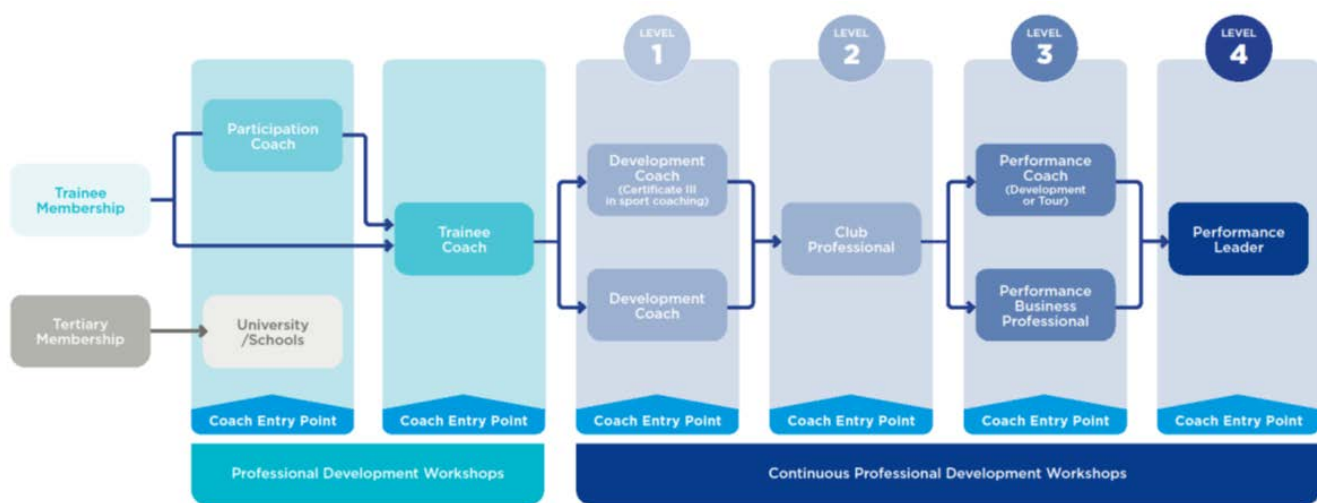 LEVEL
1
LEVEL
2
LEVEL
3
LEVEL
4
Participation
Coach
Trainee
Membership
Trainee
Coach
Development
Coach
(Certificate III
in sport coaching)
Development
Coach
Club
Professional
Performance
Coach
(Development
or Tour)
Performance
Business
Professional
Performance
Leader
Tertiary
Membership
University
/Schools
Coach Entry Point
Coach Entry Point
Coach Entry Point
Coach Entry Point
Coach Entry Point
Coach Entry Point
Professional Development Workshops
Continuous Professional Development Workshops